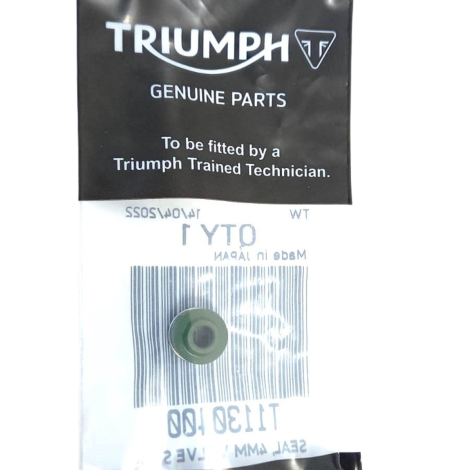 TRIUMPH
GENUINE PARTS
To be fitted by a
Triumph Trained Technician.
TW 14/04/2022
QTY 1
Made in JAPAN
SEAL 4MM